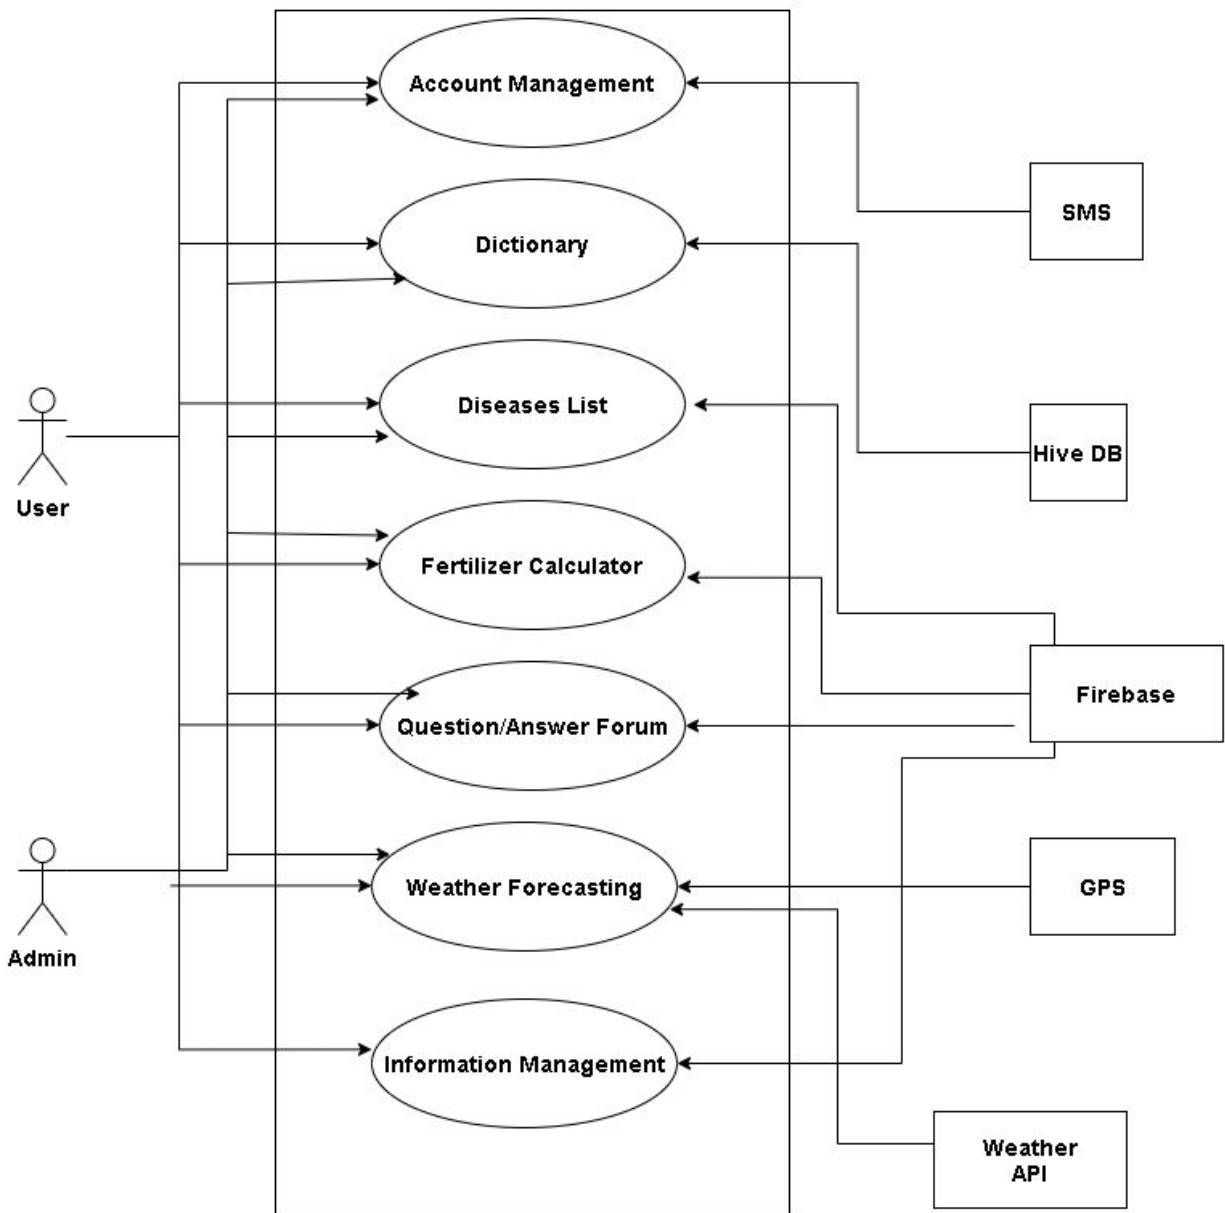 Account Management
SMS
Dictionary
Diseases List
Hive DB
User
Fertilizer Calculator
Firebase
Question/Answer Forum
Weather Forecasting
GPS
Admin
Information Management
Weather
API